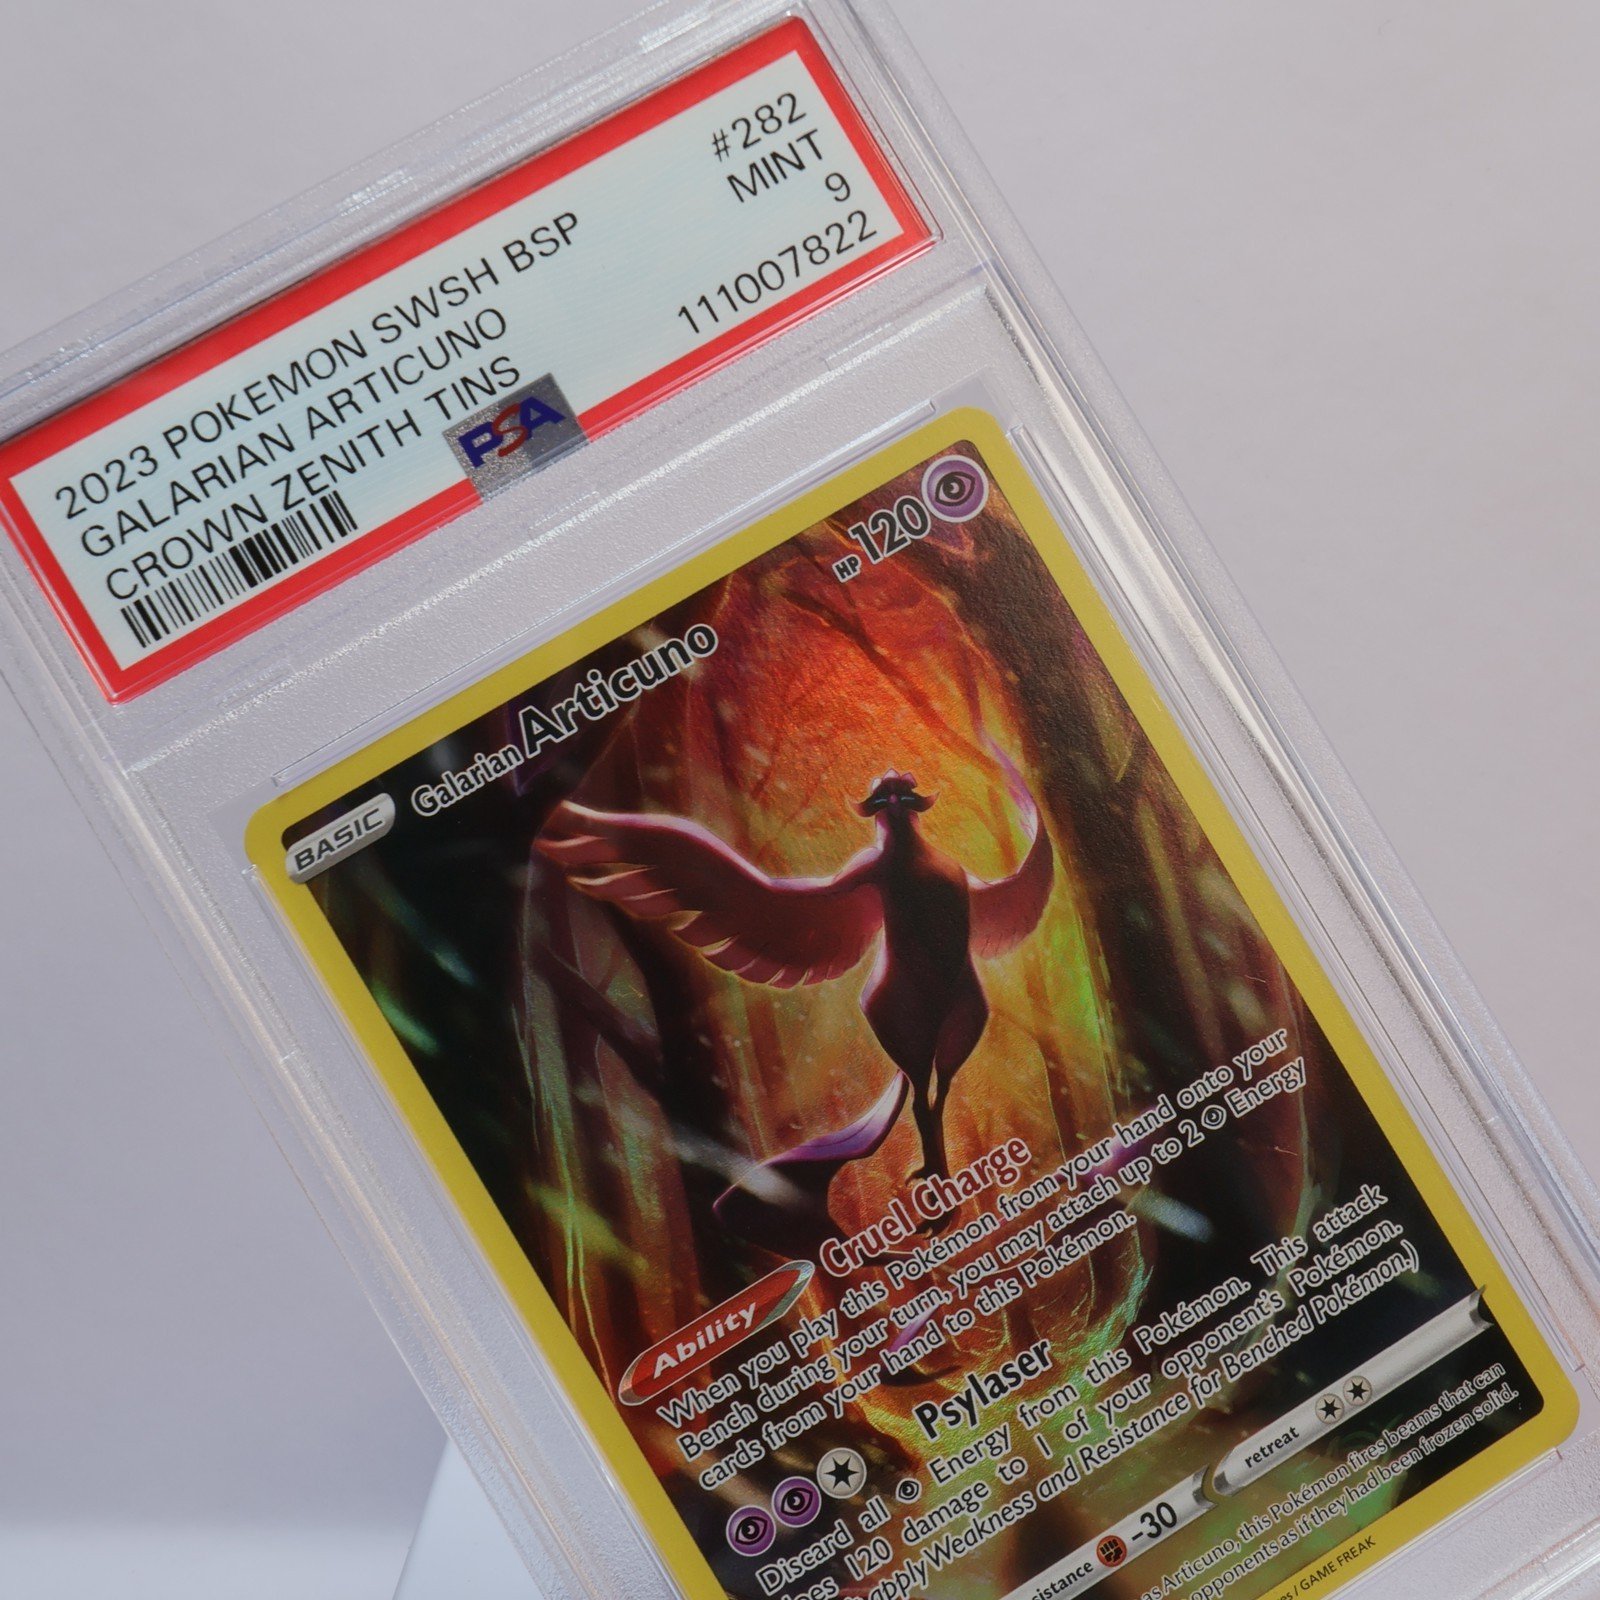 2023 POKEMON SWSH BSP
GALARIAN ARTICUNO
CROWN ZENITH TINS
#282
MINT
9
111007822
PSA
BASIC
Galarian Articuno
HP 120
Ability
Cruel Charge
When you play this Pokémon from your hand onto your
Bench during your turn, you may attach up to 2 Energy
cards from your hand to this Pokémon.
Psylaser
Discard all Energy from this Pokémon. This attack
does 120 damage to 1 of your opponent's Pokémon.
apply Weakness and Resistance for Benched Pokémon.)
resistance
-30
retreat
as Articuno, this Pokémon fires beams that can
opponents as if they had been frozen solid.
/ GAME FREAK